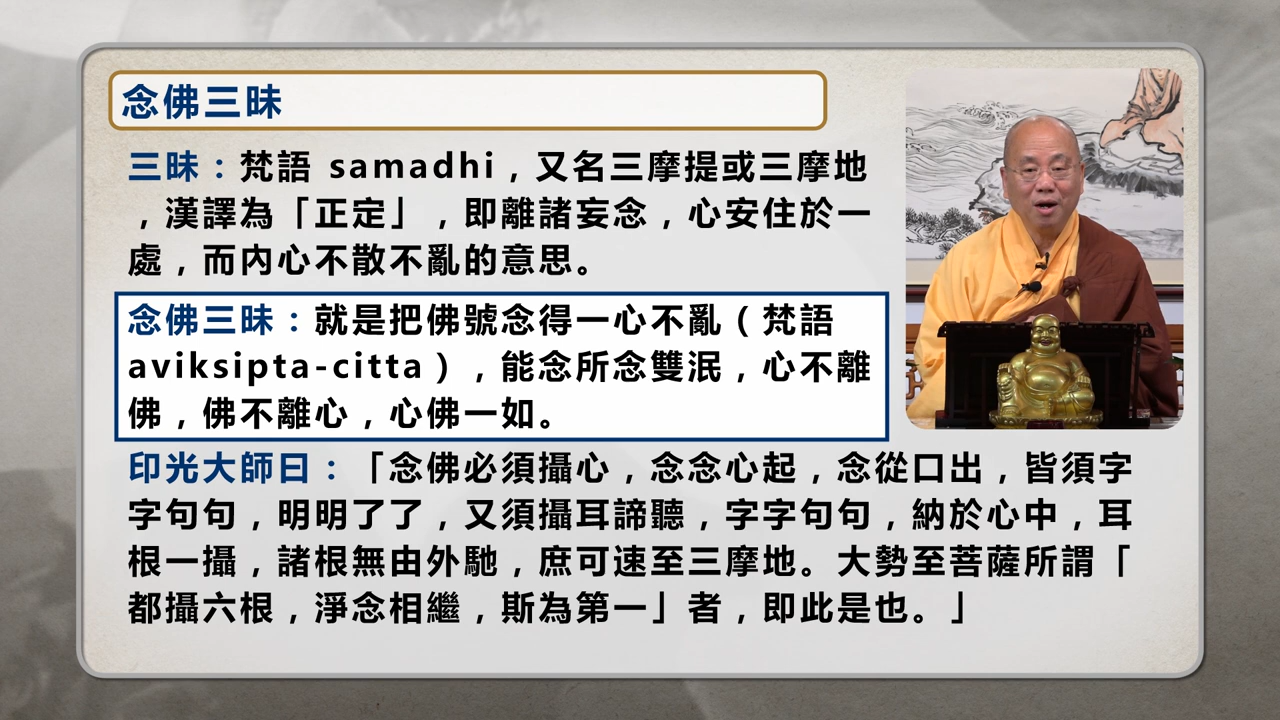 念佛三昧
三昧：梵語 samadhi，又名三摩提或三摩地
，漢譯為「正定」，即離諸妄念，心安住於一
處，而內心不散不亂的意思。
念佛三昧：就是把佛號念得一心不亂（梵語
aviksipta-citta），能念所念雙泯，心不離
佛，佛不離心，心佛一如。
印光大師曰：「念佛必須攝心，念念心起，念從口出，皆須字
字句句，明明了了，又須攝耳諦聽，字字句句，納於心中，耳
根一攝，諸根無由外馳，庶可速至三摩地。大勢至菩薩所謂「
都攝六根，淨念相繼，斯為第一」者，即此是也。」